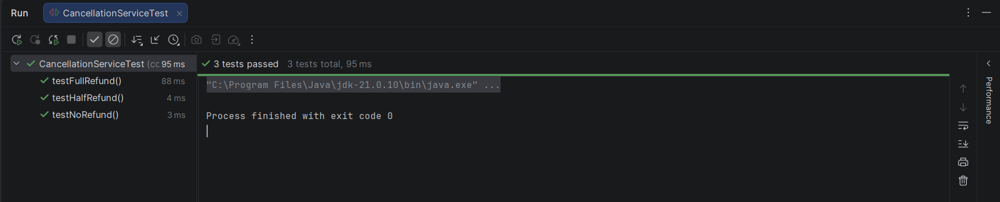 Run CancellationServiceTest
CancellationServiceTest (cc 95 ms
testFullRefund() 88 ms
testHalfRefund() 4 ms
testNoRefund() 3 ms
3 tests passed 3 tests total, 95 ms
"C:\Program Files\Java\jdk-21.0.10\bin\java.exe" ...
Process finished with exit code 0
Performance